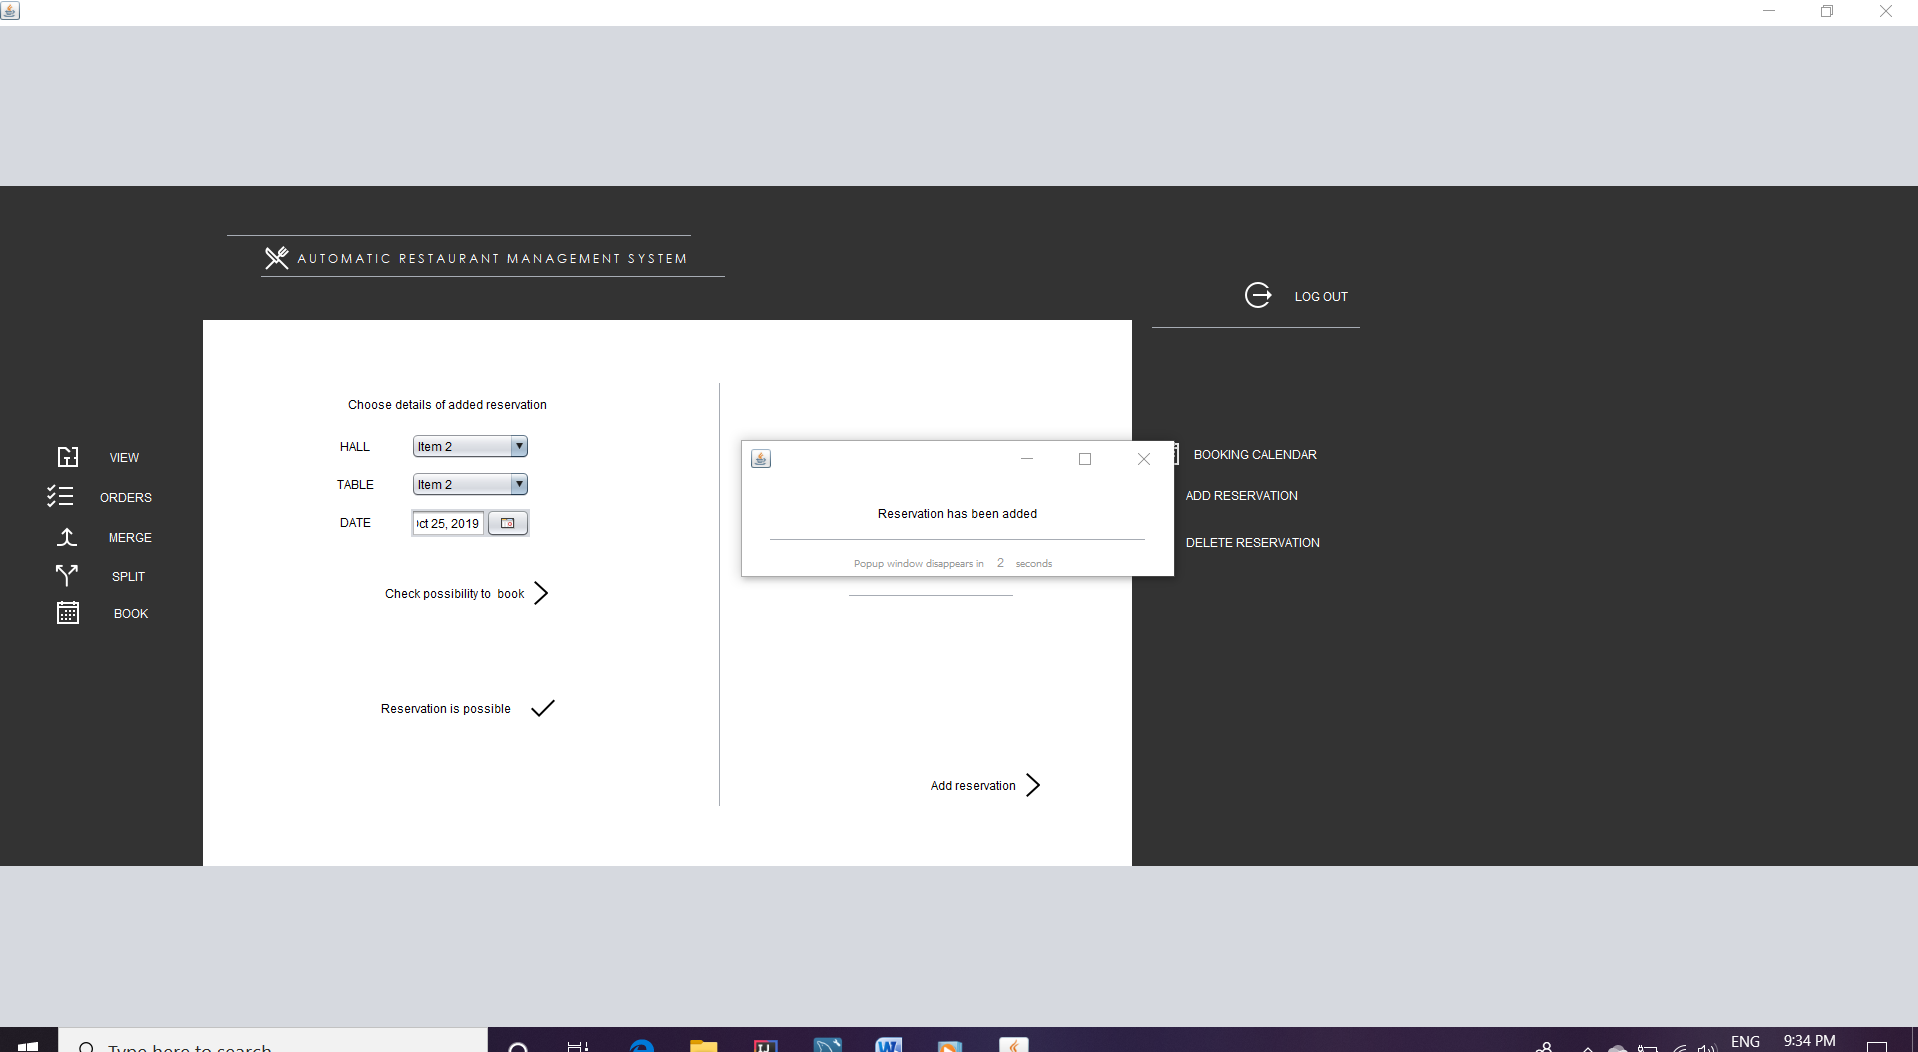 AUTOMATIC RESTAURANT MANAGEMENT SYSTEM
LOG OUT
Choose details of added reservation
HALL
Item 2
TABLE
Item 2
DATE
ct 25, 2019
Check possibility to book
Reservation is possible
VIEW
ORDERS
MERGE
SPLIT
BOOK
Reservation has been added
Popup window disappears in 2 seconds
Add reservation
BOOKING CALENDAR
ADD RESERVATION
DELETE RESERVATION
Type here to search
ENG
9:34 PM